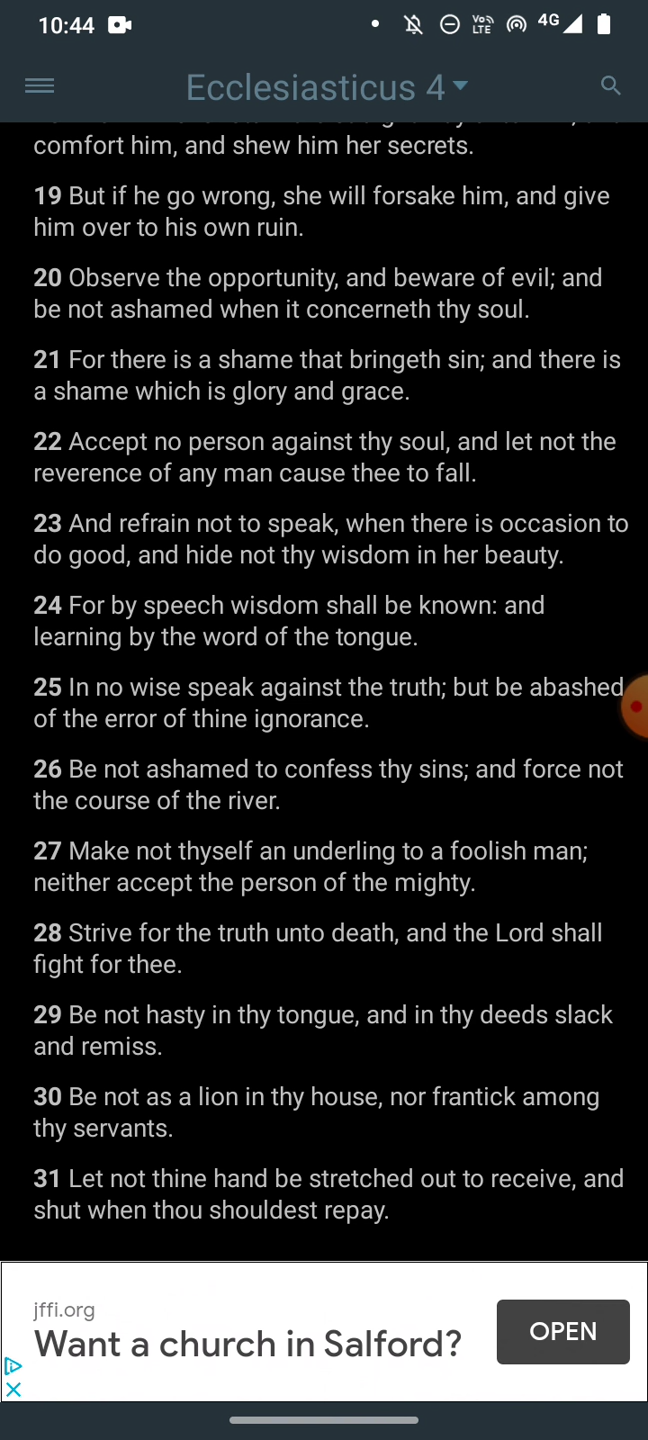 10:44
Vo)) LTE
4G
Ecclesiasticus 4
comfort him, and shew him her secrets.
19 But if he go wrong, she will forsake him, and give
him over to his own ruin.
20 Observe the opportunity, and beware of evil; and
be not ashamed when it concerneth thy soul.
21 For there is a shame that bringeth sin; and there is
a shame which is glory and grace.
22 Accept no person against thy soul, and let not the
reverence of any man cause thee to fall.
23 And refrain not to speak, when there is occasion to
do good, and hide not thy wisdom in her beauty.
24 For by speech wisdom shall be known: and
learning by the word of the tongue.
25 In no wise speak against the truth; but be abashed
of the error of thine ignorance.
26 Be not ashamed to confess thy sins; and force not
the course of the river.
27 Make not thyself an underling to a foolish man;
neither accept the person of the mighty.
28 Strive for the truth unto death, and the Lord shall
fight for thee.
29 Be not hasty in thy tongue, and in thy deeds slack
and remiss.
30 Be not as a lion in thy house, nor frantick among
thy servants.
31 Let not thine hand be stretched out to receive, and
shut when thou shouldest repay.
jffi.org
Want a church in Salford?
OPEN